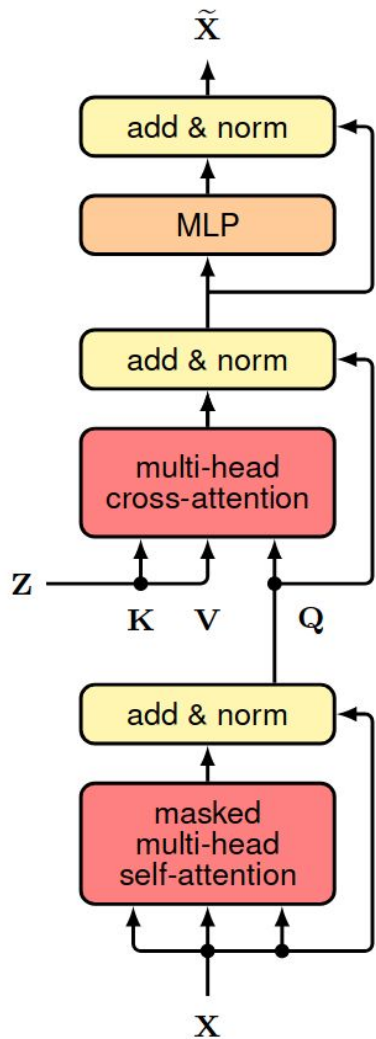 X̃
add & norm
MLP
add & norm
multi-head
cross-attention
Z
K V Q
add & norm
masked
multi-head
self-attention
X